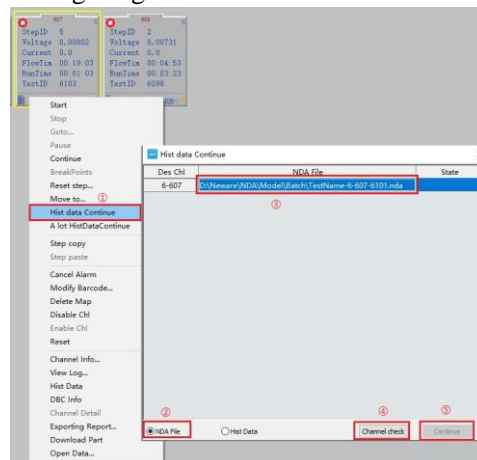 607
StepID 5
Voltage 0.00902
Current 0.0
FlowTim 00:19:03
RunTime 00:01:03
TestID 6103
608
StepID 2
Voltage 0.00731
Current 0.0
FlowTim 00:04:53
RunTime 00:03:23
TestID 6099
Start
Stop
Goto...
Pause
Continue
BreakPoints
Reset step...
Move to... ①
Hist data Continue
A lot HistDataContinue
Step copy
Step paste
Cancel Alarm
Modify Barcode...
Delete Map
Disable Chl
Enable Chl
Reset
Channel Info...
View Log...
Hist Data
DBC Info
Channel Detail
Exporting Report...
Download Part
Open Data...
Hist data Continue
Des Chl NDA File State
6-607 D:\Neware\NDA\Model\Batch\TestName-6-607-6101.nda
③
② ④ ⑤
NDA File Hist Data Channel check Continue